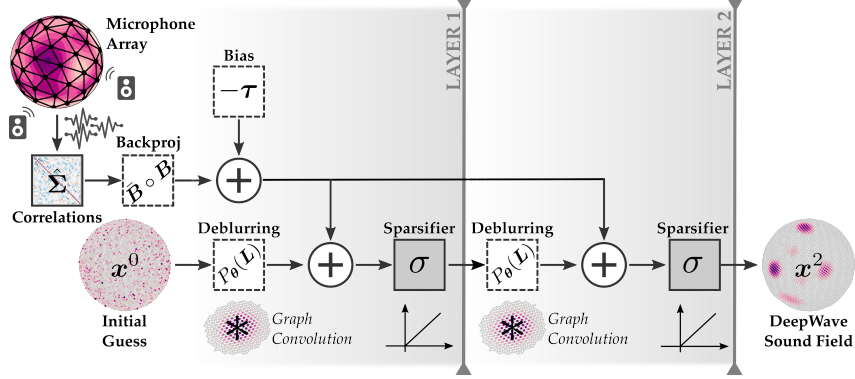 Microphone
Array
Bias
−τ
LAYER 1
LAYER 2
Backproj
Σ̂
B̄ ∘ B
+
Correlations
Deblurring
Sparsifier
Deblurring
Sparsifier
x⁰
Pθ(L)
+
σ
Pθ(L)
+
σ
x²
Initial
Guess
Graph
Convolution
Graph
Convolution
DeepWave
Sound Field